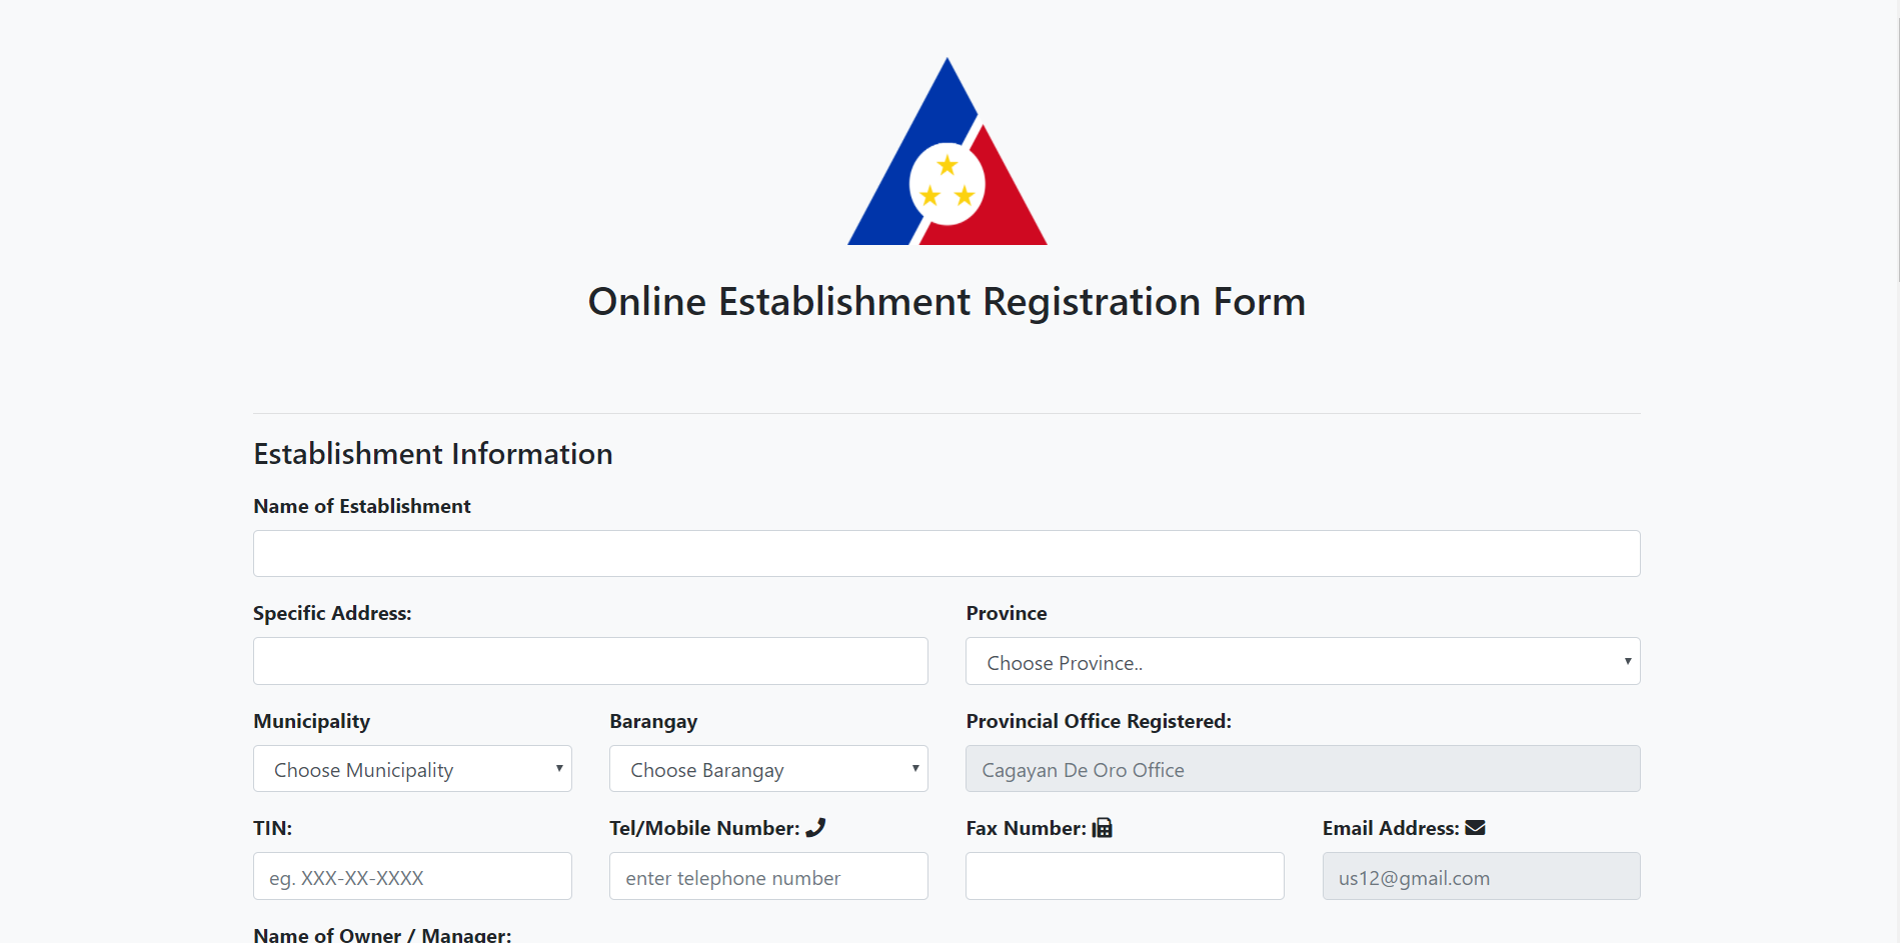 Online Establishment Registration Form
Establishment Information
Name of Establishment
Specific Address:
Province
Choose Province..
Municipality
Barangay
Provincial Office Registered:
Choose Municipality
Choose Barangay
Cagayan De Oro Office
TIN:
Tel/Mobile Number:
Fax Number:
Email Address:
eg. XXX-XX-XXXX
enter telephone number
us12@gmail.com
Name of Owner / Manager: